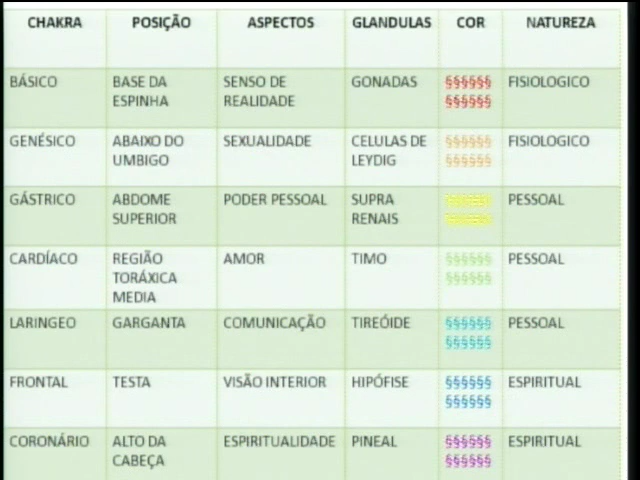 CHAKRA POSIÇÃO ASPECTOS GLANDULAS COR NATUREZA
BÁSICO BASE DA SENSO DE GONADAS §§§§§§ FISIOLOGICO
ESPINHA REALIDADE §§§§§§
GENÉSICO ABAIXO DO SEXUALIDADE CELULAS DE §§§§§§ FISIOLOGICO
UMBIGO LEYDIG §§§§§§
GÁSTRICO ABDOME PODER PESSOAL SUPRA §§§§§§ PESSOAL
SUPERIOR RENAIS §§§§§§
CARDÍACO REGIÃO AMOR TIMO §§§§§§ PESSOAL
TORÁXICA §§§§§§
MEDIA
LARINGEO GARGANTA COMUNICAÇÃO TIREÓIDE §§§§§§ PESSOAL
§§§§§§
FRONTAL TESTA VISÃO INTERIOR HIPÓFISE §§§§§§ ESPIRITUAL
§§§§§§
CORONÁRIO ALTO DA ESPIRITUALIDADE PINEAL §§§§§§ ESPIRITUAL
CABEÇA §§§§§§